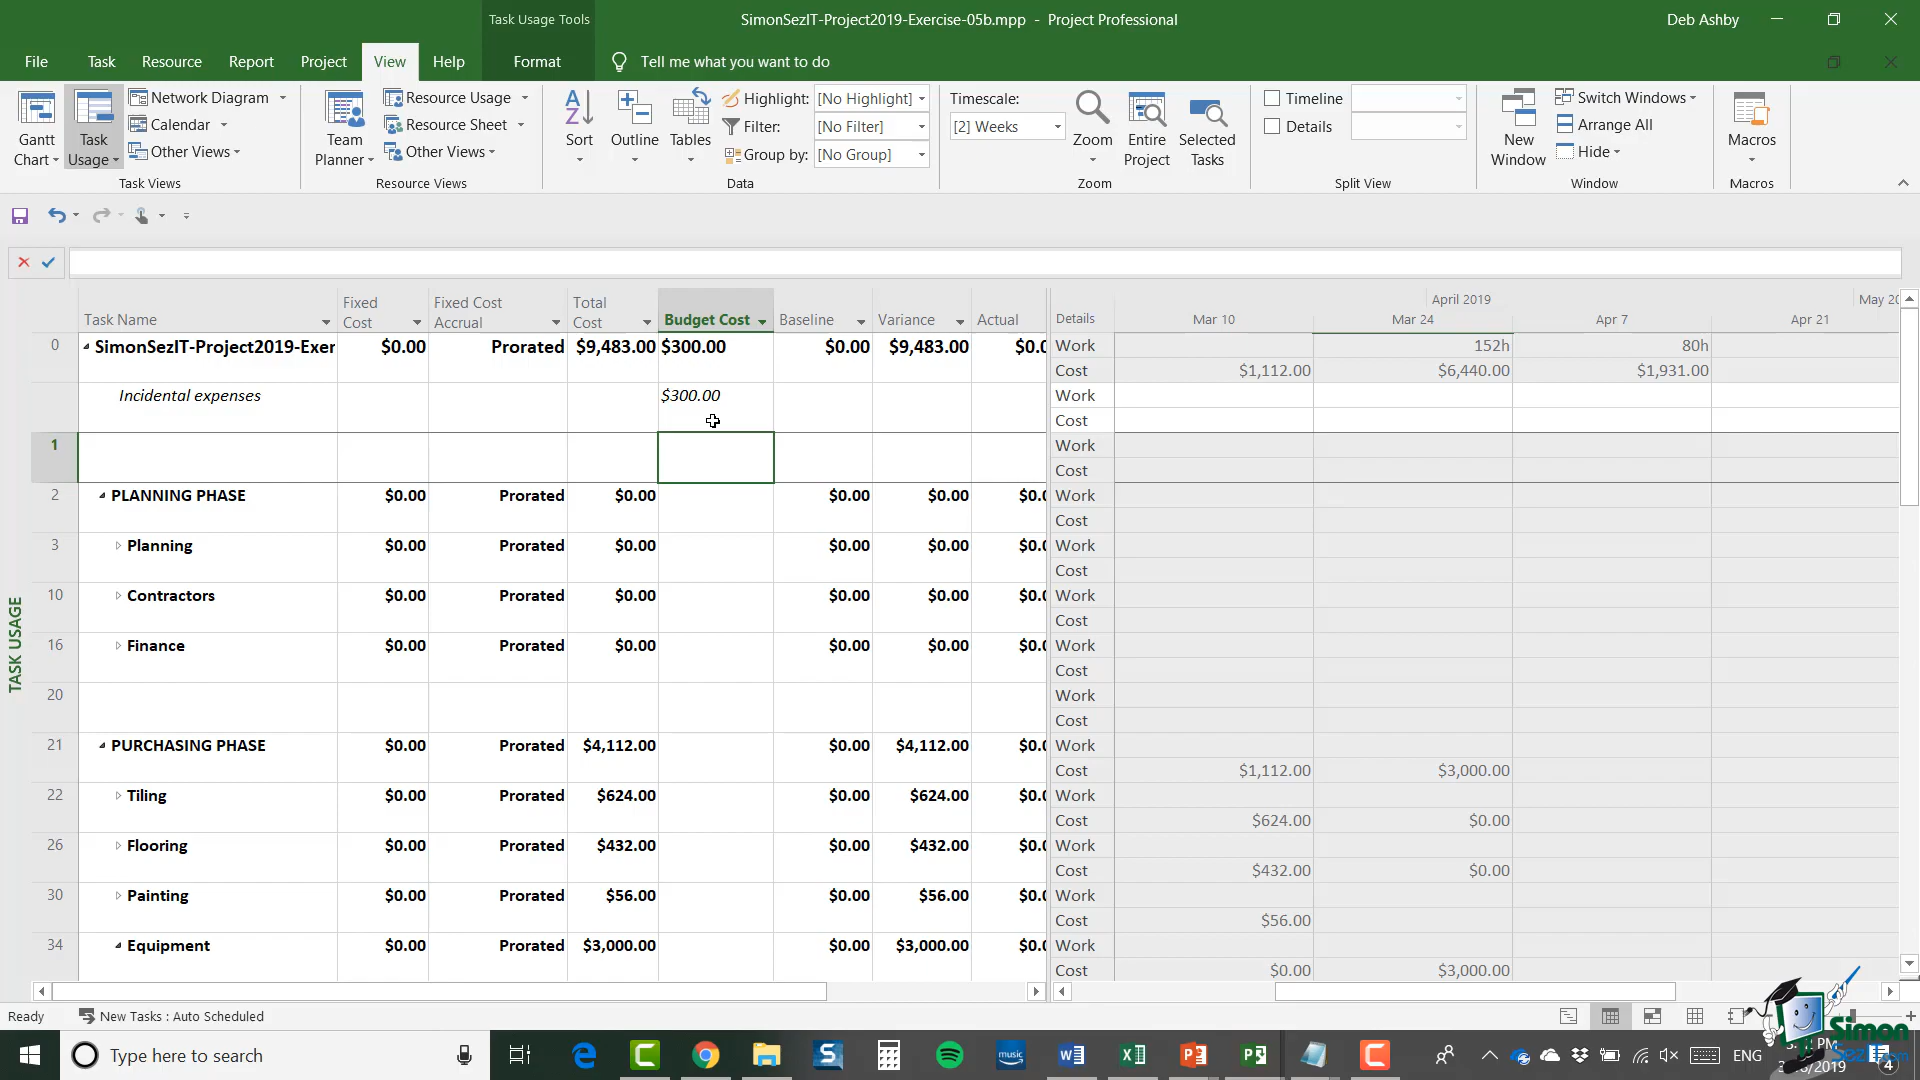 Task Usage Tools
SimonSezIT-Project2019-Exercise-05b.mpp - Project Professional
Deb Ashby
File Task Resource Report Project View Help Format Tell me what you want to do
Gantt Chart
Task Usage
Network Diagram
Calendar
Other Views
Task Views
Team Planner
Resource Usage
Resource Sheet
Other Views
Resource Views
Sort
Outline
Tables
Highlight: [No Highlight]
Filter: [No Filter]
Group by: [No Group]
Data
Timescale:
[2] Weeks
Zoom
Entire Project
Selected Tasks
Zoom
Timeline
Details
Split View
New Window
Switch Windows
Arrange All
Hide
Window
Macros
Macros
Task Name Fixed Cost Fixed Cost Accrual Total Cost Budget Cost Baseline Variance Actual
0 SimonSezIT-Project2019-Exer $0.00 Prorated $9,483.00 $300.00 $0.00 $9,483.00 $0.0
Incidental expenses $300.00
1
2 PLANNING PHASE $0.00 Prorated $0.00 $0.00 $0.00 $0.0
3 Planning $0.00 Prorated $0.00 $0.00 $0.00 $0.0
10 Contractors $0.00 Prorated $0.00 $0.00 $0.00 $0.0
16 Finance $0.00 Prorated $0.00 $0.00 $0.00 $0.0
20
21 PURCHASING PHASE $0.00 Prorated $4,112.00 $0.00 $4,112.00 $0.0
22 Tiling $0.00 Prorated $624.00 $0.00 $624.00 $0.0
26 Flooring $0.00 Prorated $432.00 $0.00 $432.00 $0.0
30 Painting $0.00 Prorated $56.00 $0.00 $56.00 $0.0
34 Equipment $0.00 Prorated $3,000.00 $0.00 $3,000.00 $0.0
TASK USAGE
April 2019 May 20
Details Mar 10 Mar 24 Apr 7 Apr 21
Work 152h 80h
Cost $1,112.00 $6,440.00 $1,931.00
Work
Cost
Work
Cost
Work
Cost
Work
Cost
Work
Cost
Work
Cost
Work
Cost
Work
Cost $1,112.00 $3,000.00
Work
Cost $624.00 $0.00
Work
Cost $432.00 $0.00
Work
Cost $56.00
Work
Cost $0.00 $3,000.00
Ready New Tasks : Auto Scheduled
Type here to search
music
ENG
PM
/2019
4
Simon